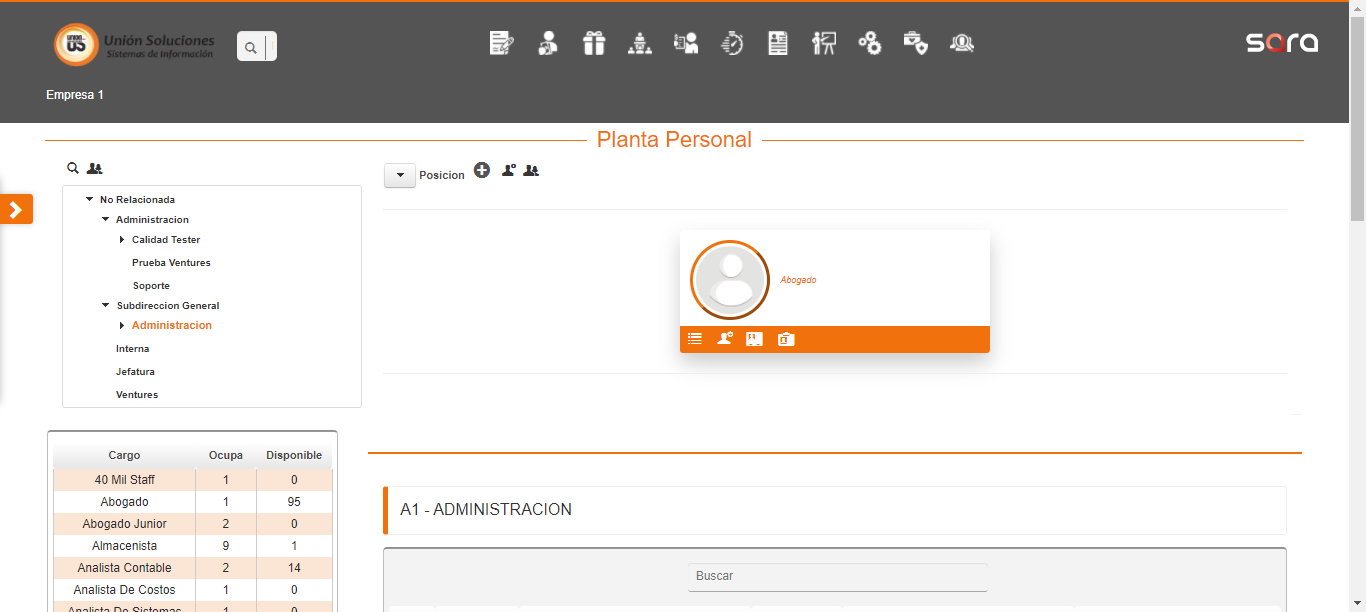 UNION
US
Unión Soluciones
Sistemas de Información
sara
Empresa 1
Planta Personal
Posicion
No Relacionada
Administracion
Calidad Tester
Prueba Ventures
Soporte
Subdireccion General
Administracion
Interna
Jefatura
Ventures
Abogado
Cargo Ocupa Disponible
40 Mil Staff 1 0
Abogado 1 95
Abogado Junior 2 0
Almacenista 9 1
Analista Contable 2 14
Analista De Costos 1 0
Analista De Sistemas 1 0
A1 - ADMINISTRACION
Buscar